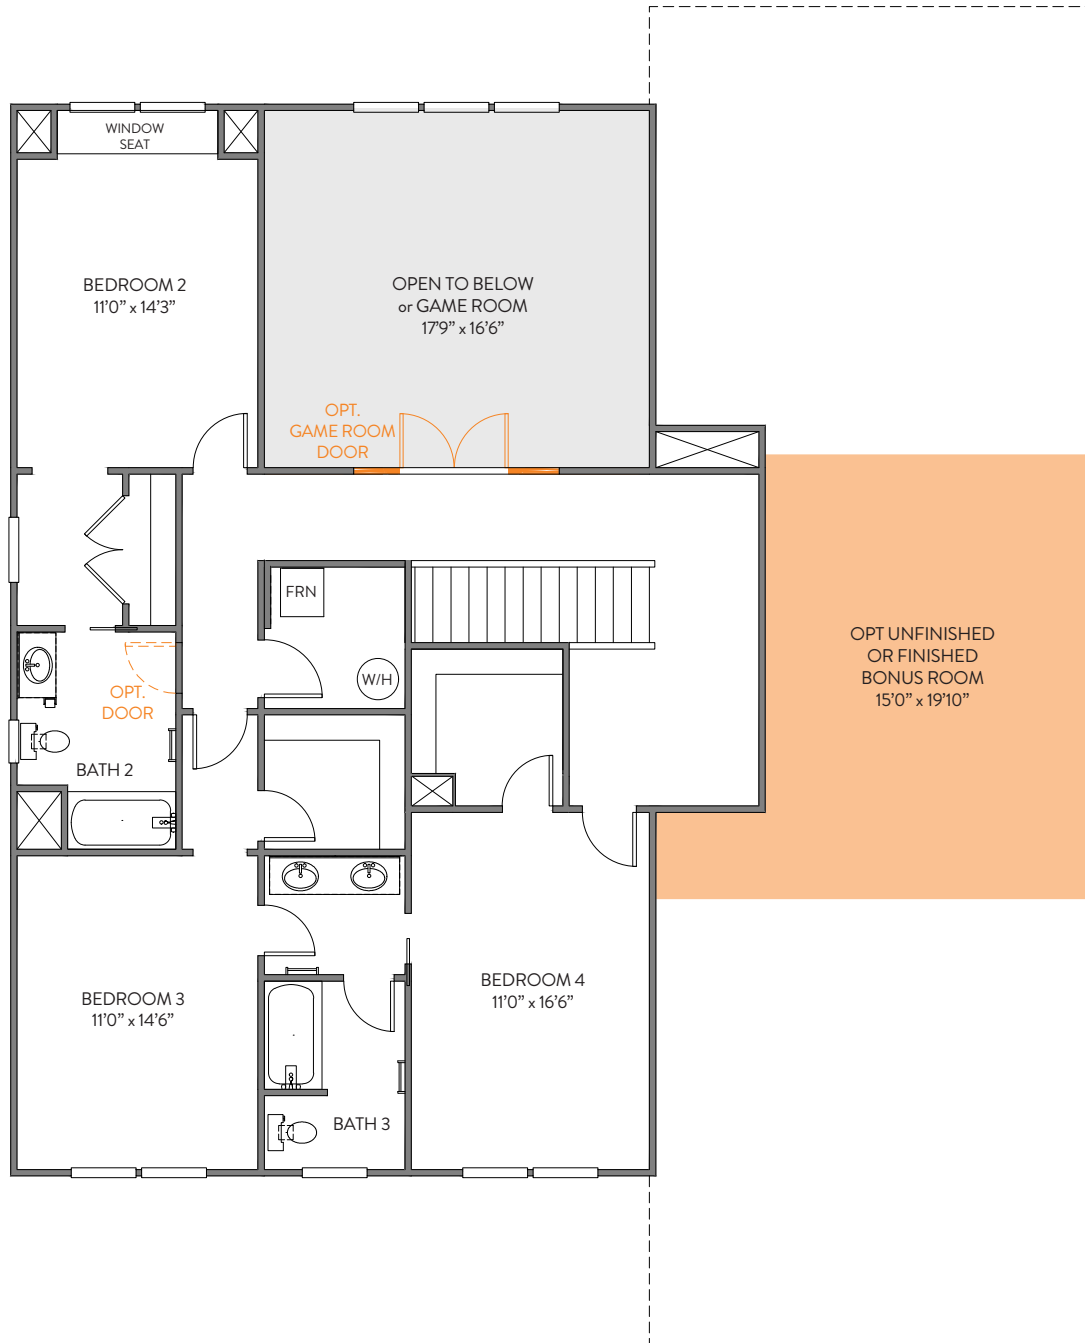 WINDOW
SEAT
BEDROOM 2
11’0” x 14’3”
OPEN TO BELOW
or GAME ROOM
17’9” x 16’6”
OPT.
GAME ROOM
DOOR
FRN
W/H
OPT UNFINISHED
OR FINISHED
BONUS ROOM
15’0” x 19’10”
OPT.
DOOR
BATH 2
BEDROOM 3
11’0” x 14’6”
BEDROOM 4
11’0” x 16’6”
BATH 3